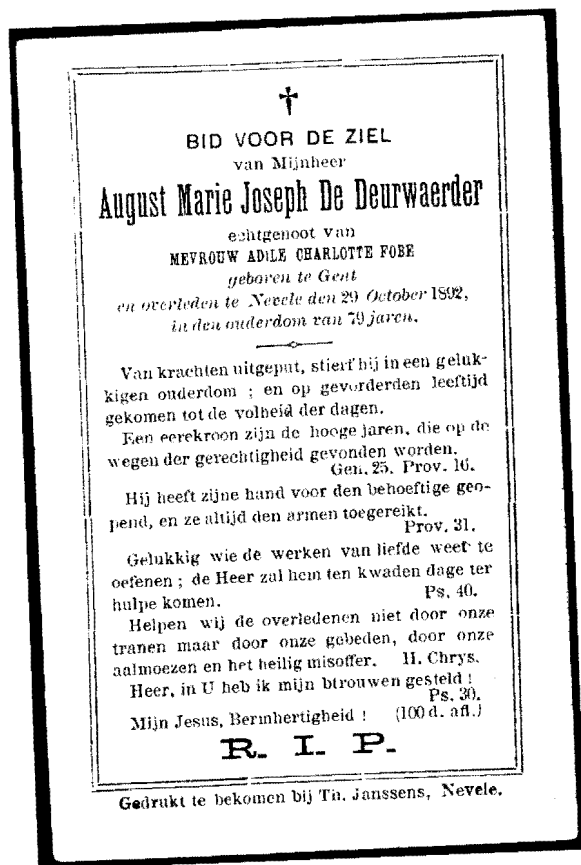 †
BID VOOR DE ZIEL
van Mijnheer
August Marie Joseph De Deurwaerder
echtgenoot van
MEVROUW ADILE CHARLOTTE FOBE
geboren te Gent
en overleden te Nevele den 29 October 1892,
in den ouderdom van 79 jaren.
Van krachten uitgeput, stierf hij in een geluk-
kigen ouderdom ; en op gevorderden leeftijd
gekomen tot de volheid der dagen.
Een eerekroon zijn de hooge jaren, die op de
wegen der gerechtigheid gevonden worden.
Gen. 25. Prov. 16.
Hij heeft zijne hand voor den behoeftige geo-
pend, en ze altijd den armen toegereikt.
Prov. 31.
Gelukkig wie de werken van liefde weet te
oefenen ; de Heer zal hem ten kwaden dage ter
hulpe komen. Ps. 40.
Helpen wij de overledenen niet door onze
tranen maar door onze gebeden, door onze
aalmoezen en het heilig misoffer. H. Chrys.
Heer, in U heb ik mijn btrouwen gesteld !
Ps. 30.
Mijn Jesus, Bermhertigheid ! (100 d. afl.)
R. I. P.
Gedrukt te bekomen bij Th. Janssens, Nevele.